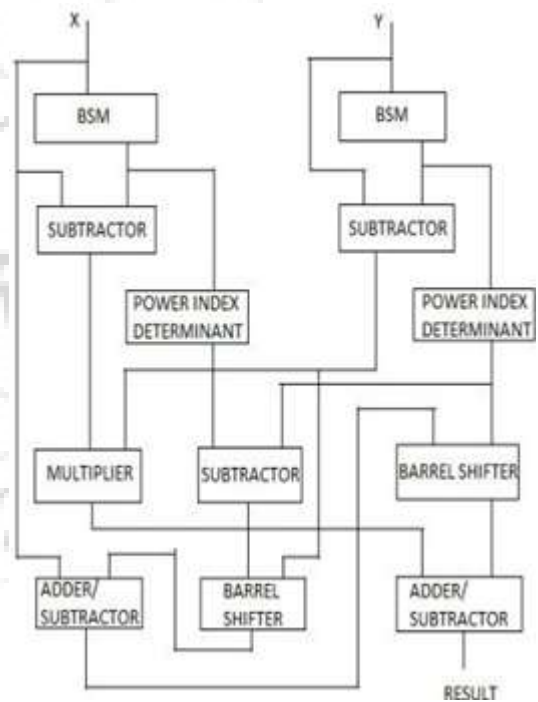 X
Y
BSM
BSM
SUBTRACTOR
SUBTRACTOR
POWER INDEX
DETERMINANT
POWER INDEX
DETERMINANT
MULTIPLIER
SUBTRACTOR
BARREL SHIFTER
ADDER/
SUBTRACTOR
BARREL
SHIFTER
ADDER/
SUBTRACTOR
RESULT